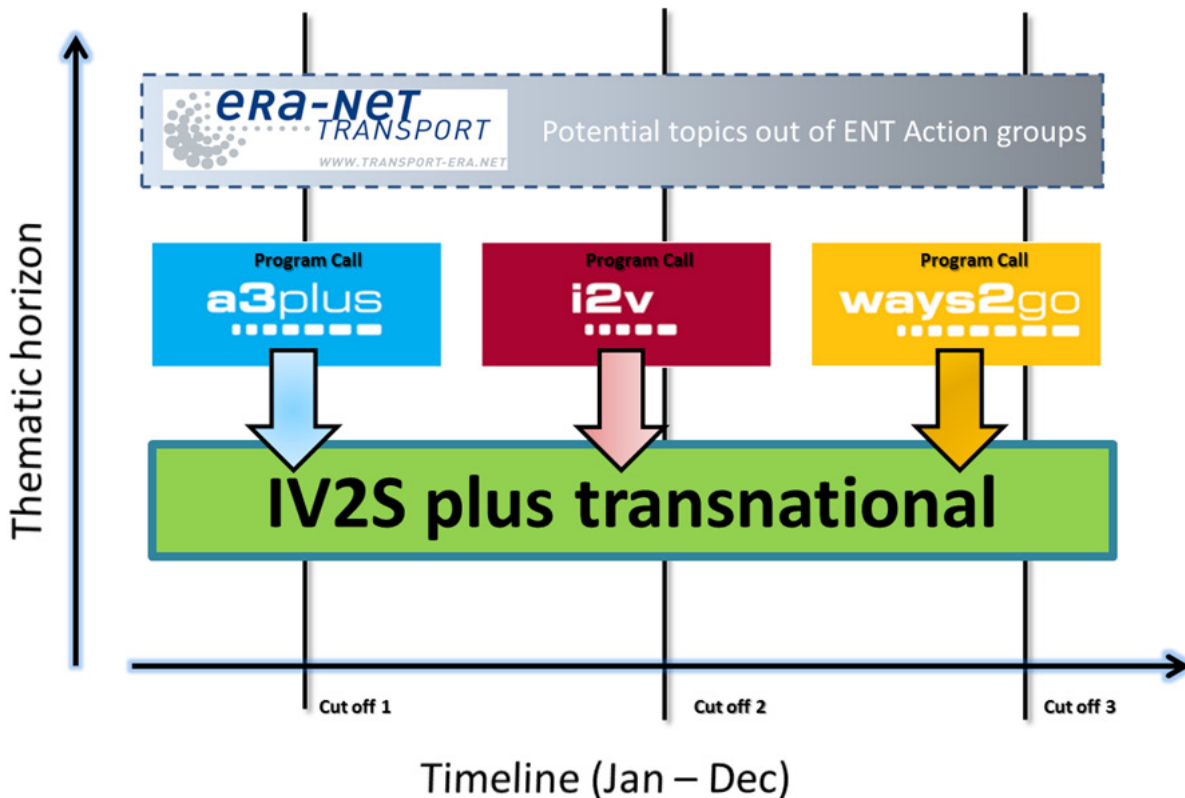 Thematic horizon
eRa-NeT
TRANSPORT
WWW.TRANSPORT-ERA.NET
Potential topics out of ENT Action groups
Program Call
a3plus
Program Call
i2v
Program Call
ways2go
IV2S plus transnational
Cut off 1
Cut off 2
Cut off 3
Timeline (Jan – Dec)